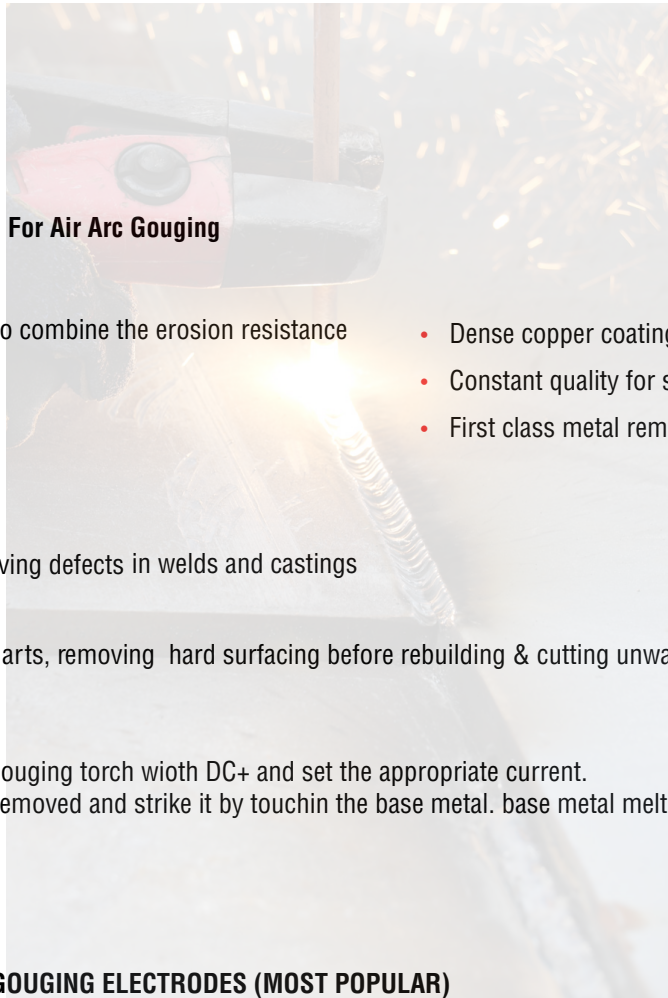 For Air Arc Gouging
o combine the erosion resistance
• Dense copper coating
• Constant quality for s
• First class metal rem
ving defects in welds and castings
arts, removing hard surfacing before rebuilding & cutting unwa
ouging torch wioth DC+ and set the appropriate current.
emoved and strike it by touchin the base metal. base metal melt
GOUGING ELECTRODES (MOST POPULAR)